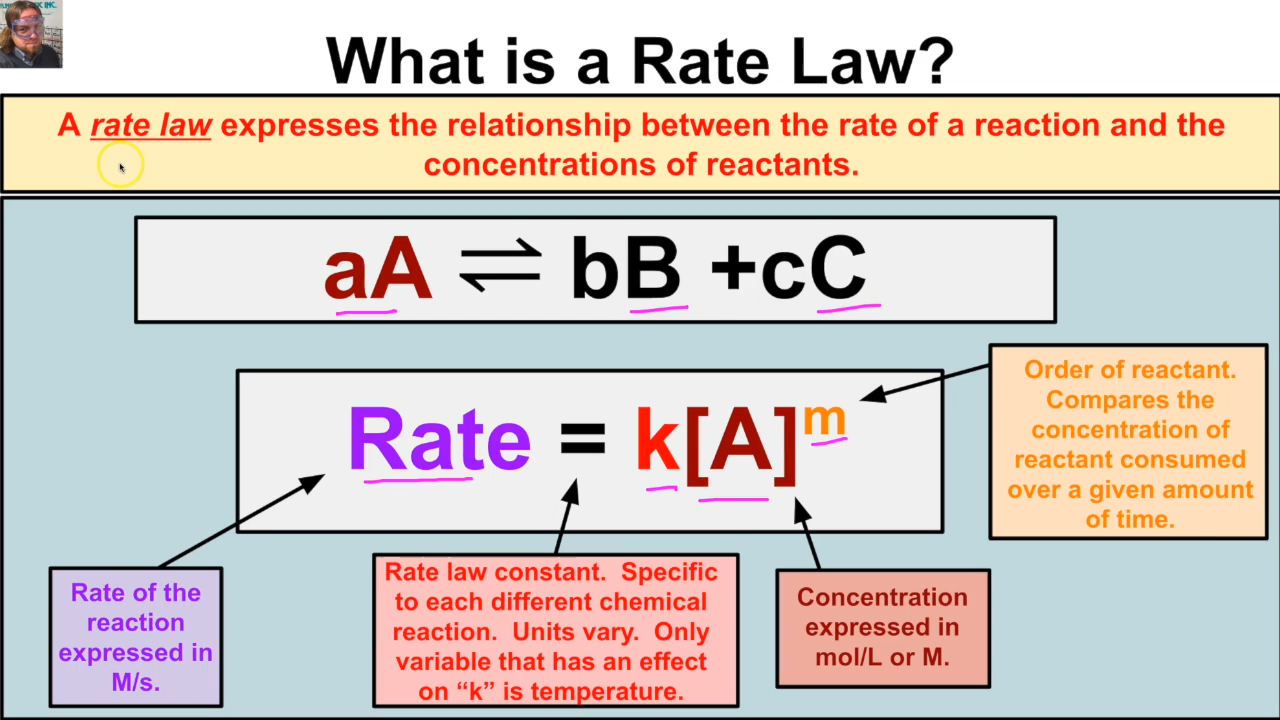 What is a Rate Law?
A rate law expresses the relationship between the rate of a reaction and the
concentrations of reactants.
aA ⇌ bB +cC
Rate = k[A]ᵐ
Order of reactant.
Compares the
concentration of
reactant consumed
over a given amount
of time.
Rate of the
reaction
expressed in
M/s.
Rate law constant. Specific
to each different chemical
reaction. Units vary. Only
variable that has an effect
on “k” is temperature.
Concentration
expressed in
mol/L or M.